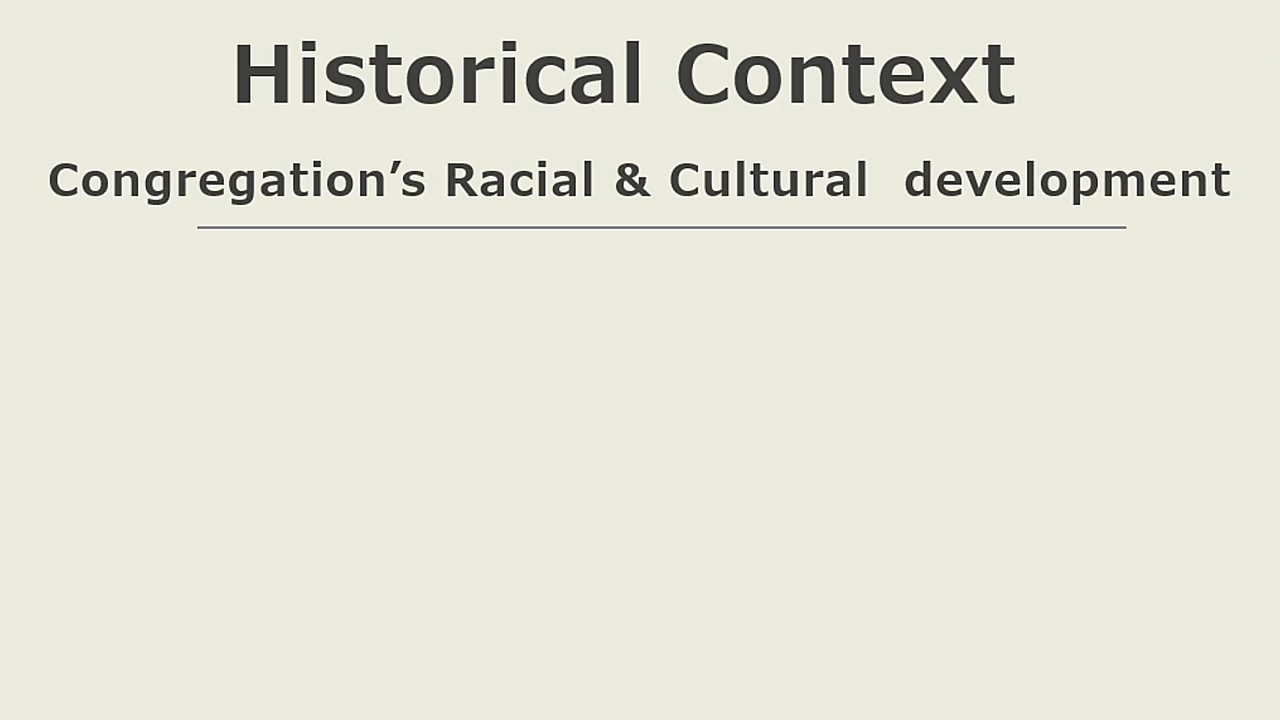 Historical Context
Congregation’s Racial & Cultural  development